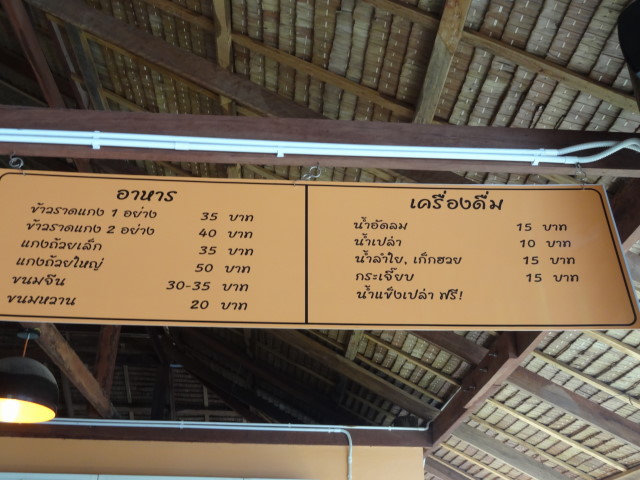 อาหาร
ข้าวราดแกง 1 อย่าง 35 บาท
ข้าวราดแกง 2 อย่าง 40 บาท
แกงถ้วยเล็ก 35 บาท
แกงถ้วยใหญ่ 50 บาท
ขนมจีน 30-35 บาท
ขนมหวาน 20 บาท
เครื่องดื่ม
น้ำอัดลม 15 บาท
น้ำเปล่า 10 บาท
น้ำลำใย, เก็กฮวย 15 บาท
กระเจี๊ยบ 15 บาท
น้ำแข็งเปล่า ฟรี!